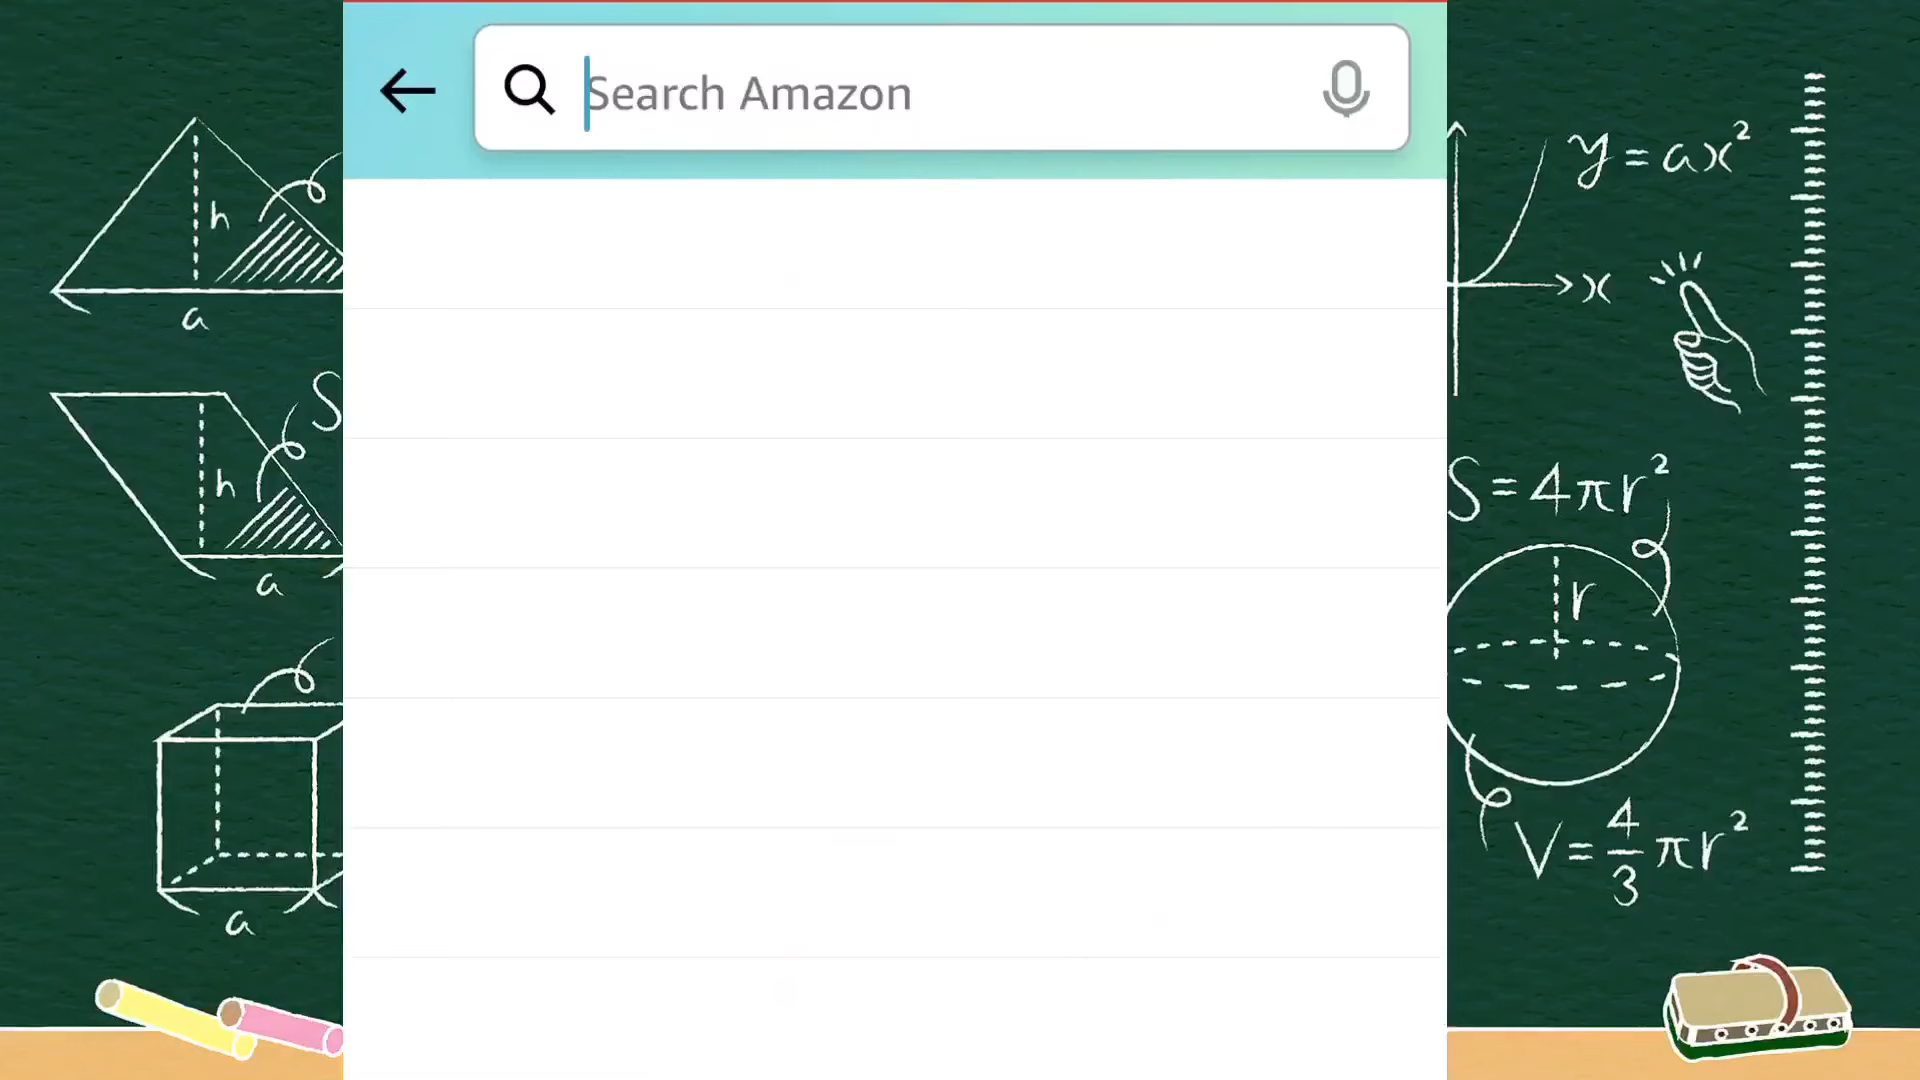 Search Amazon
h
a
S
h
a
a
y = ax²
x
S = 4πr²
r
V = 4/3 πr²